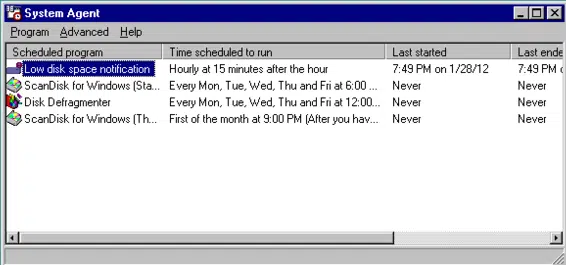 System Agent
Program Advanced Help
Scheduled program Time scheduled to run Last started Last ende
Low disk space notification Hourly at 15 minutes after the hour 7:49 PM on 1/28/12 7:49 PM
ScanDisk for Windows (Sta... Every Mon, Tue, Wed, Thu and Fri at 6:00 ... Never Never
Disk Defragmenter Every Mon, Tue, Wed, Thu and Fri at 12:00... Never Never
ScanDisk for Windows (Th... First of the month at 9:00 PM (After you hav... Never Never